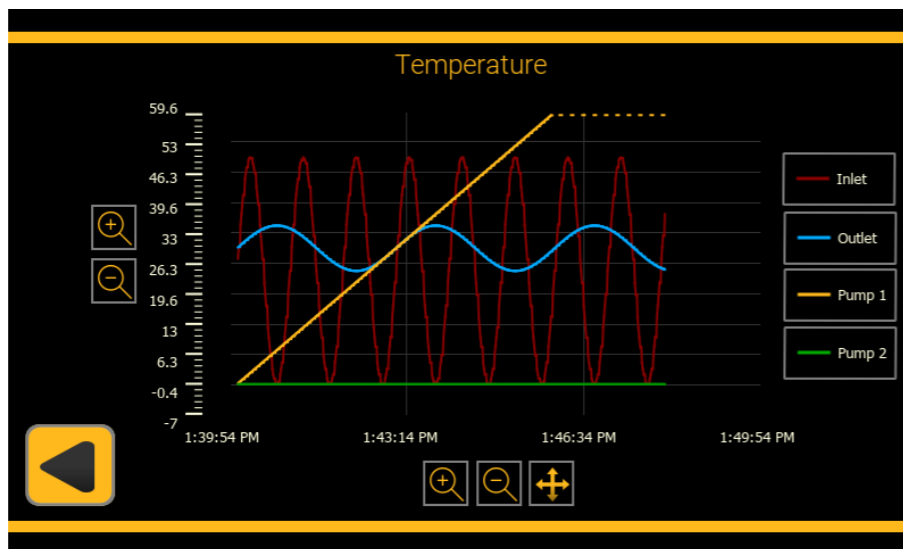 Temperature
59.6
53
46.3
39.6
33
26.3
19.6
13
6.3
-0.4
-7
1:39:54 PM
1:43:14 PM
1:46:34 PM
1:49:54 PM
Inlet
Outlet
Pump 1
Pump 2